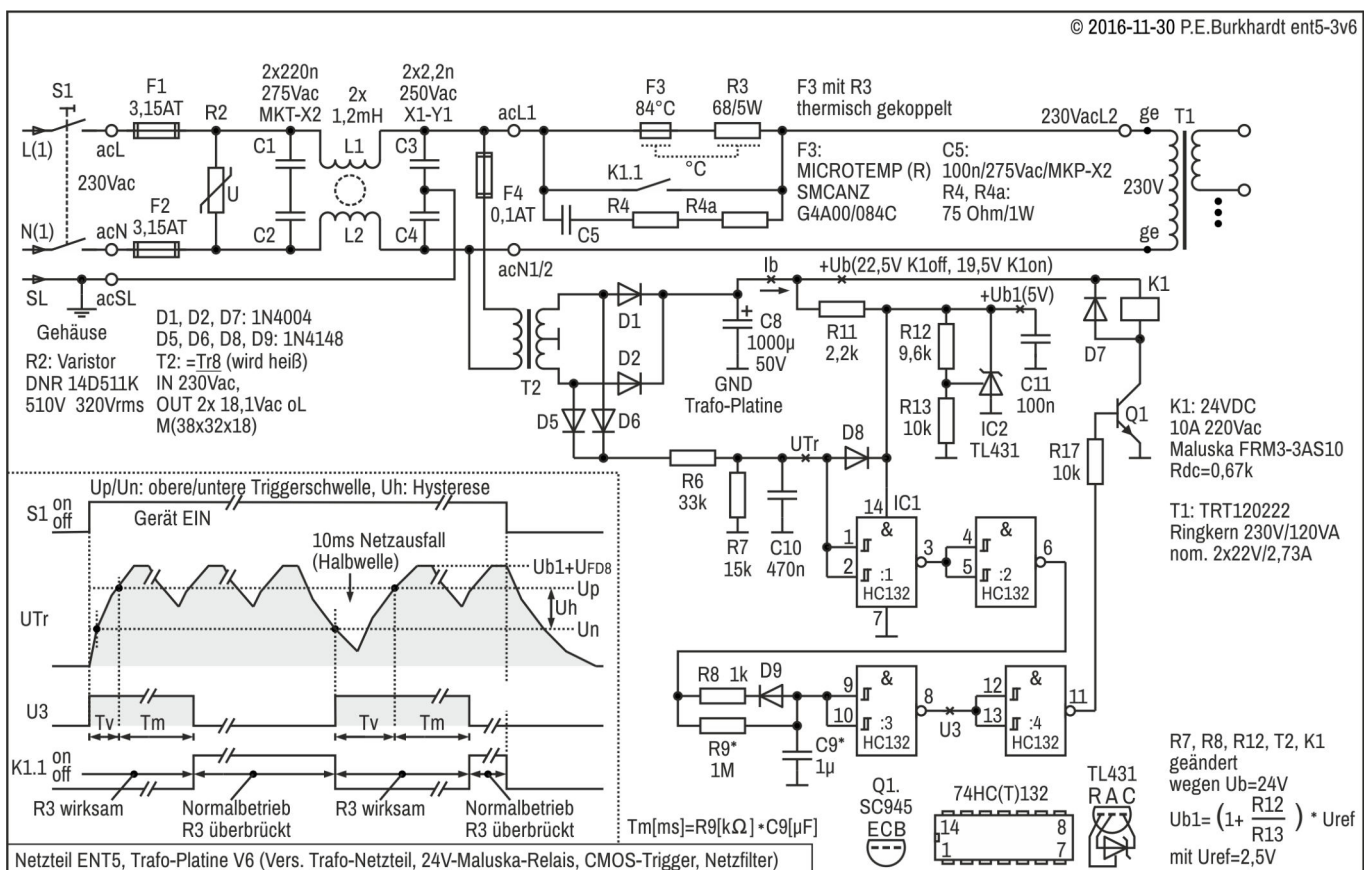 © 2016-11-30 P.E.Burkhardt ent5-3v6
S1
F1
3,15AT
R2
2x220n
275Vac
MKT-X2
2x
1,2mH
2x2,2n
250Vac
X1-Y1
acL1
F3
84°C
R3
68/5W
F3 mit R3
thermisch gekoppelt
230VacL2
ge
T1
L(1)
acL
C1
L1
C3
°C
F3:
MICROTEMP (R)
SMCANZ
G4A00/084C
C5:
100n/275Vac/MKP-X2
R4, R4a:
75 Ohm/1W
230V
230Vac
U
F4
0,1AT
K1.1
R4
R4a
C5
F2
3,15AT
N(1)
acN
C2
L2
C4
acN1/2
ge
SL
acSL
Gehäuse
R2: Varistor
DNR 14D511K
510V 320Vrms
D1, D2, D7: 1N4004
D5, D6, D8, D9: 1N4148
T2: =Tr8 (wird heiß)
IN 230Vac,
OUT 2x 18,1Vac oL
M(38x32x18)
T2
D1
D2
D5
D6
+
C8
1000µ
50V
GND
Trafo-Platine
Ib
+Ub(22,5V K1off, 19,5V K1on)
+Ub1(5V)
R11
2,2k
R12
9,6k
R13
10k
IC2
TL431
C11
100n
D7
K1
Q1
R17
10k
K1: 24VDC
10A 220Vac
Maluska FRM3-3AS10
Rdc=0,67k
T1: TRT120222
Ringkern 230V/120VA
nom. 2x22V/2,73A
UTr
D8
R6
33k
R7
15k
C10
470n
14
IC1
1
2
&
:1
HC132
3
7
4
5
&
:2
HC132
6
R8 1k
D9
R9*
1M
C9*
1µ
9
10
&
:3
HC132
8
U3
12
13
&
:4
HC132
11
Up/Un: obere/untere Triggerschwelle, Uh: Hysterese
S1
on
off
Gerät EIN
10ms Netzausfall
(Halbwelle)
Ub1+UFD8
Up
Uh
Un
UTr
U3
Tv
Tm
Tv
Tm
K1.1
on
off
R3 wirksam
Normalbetrieb
R3 überbrückt
R3 wirksam
Normalbetrieb
R3 überbrückt
Tm[ms]=R9[kΩ]*C9[µF]
Q1.
SC945
ECB
74HC(T)132
14
8
1
7
TL431
R A C
R7, R8, R12, T2, K1
geändert
wegen Ub=24V
Ub1= (1+ R12/R13) * Uref
mit Uref=2,5V
Netzteil ENT5, Trafo-Platine V6 (Vers. Trafo-Netzteil, 24V-Maluska-Relais, CMOS-Trigger, Netzfilter)